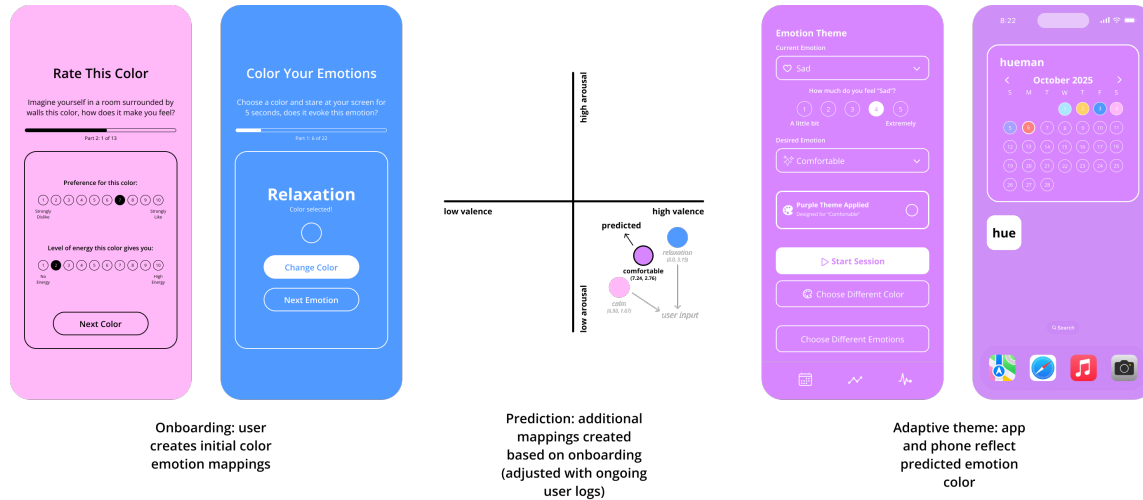 Rate This Color
Imagine yourself in a room surrounded by
walls this color, how does it make you feel?
Part 2: 1 of 13
Preference for this color:
1 2 3 4 5 6 7 8 9 10
Strongly
Dislike
Strongly
Like
Level of energy this color gives you:
1 2 3 4 5 6 7 8 9 10
No
Energy
High
Energy
Next Color
Color Your Emotions
Choose a color and stare at your screen for
5 seconds, does it evoke this emotion?
Part 1: 6 of 22
Relaxation
Color selected!
Change Color
Next Emotion
Onboarding: user
creates initial color
emotion mappings
high arousal
low valence
high valence
predicted
relaxation
comfortable
(7.24, 2.76)
calm
user input
low arousal
Prediction: additional
mappings created
based on onboarding
(adjusted with ongoing
user logs)
Emotion Theme
Current Emotion
Sad
How much do you feel "Sad"?
1 2 3 4 5
A little bit
Extremely
Desired Emotion
Comfortable
Purple Theme Applied
Designed for "Comfortable"
Start Session
Choose Different Color
Choose Different Emotions
8:22
hueman
October 2025
S M T W T F S
1 2 3 4
5 6 7 8 9 10 11
12 13 14 15 16 17 18
19 20 21 22 23 24 25
26 27 28
hue
Search
Adaptive theme: app
and phone reflect
predicted emotion
color